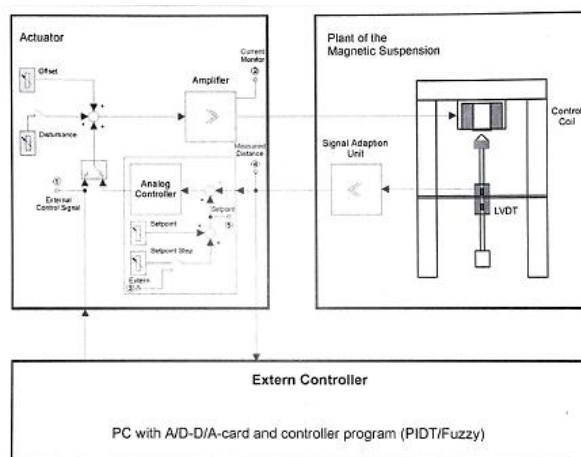 Actuator
Offset
Disturbance
Amplifier
Current
Monitor
②
Measured
Distance
④
①
External
Control Signal
Analog
Controller
Setpoint
⑤
Setpoint
Setpoint Step
Extern
③
Plant of the
Magnetic Suspension
Control
Coil
Signal Adaption
Unit
LVDT
Extern Controller
PC with A/D-D/A-card and controller program (PIDT/Fuzzy)